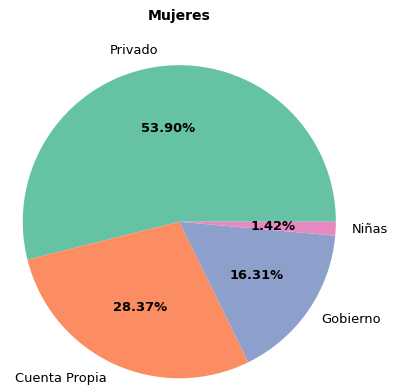 Mujeres
Privado
53.90%
1.42%
Niñas
16.31%
28.37%
Gobierno
Cuenta Propia